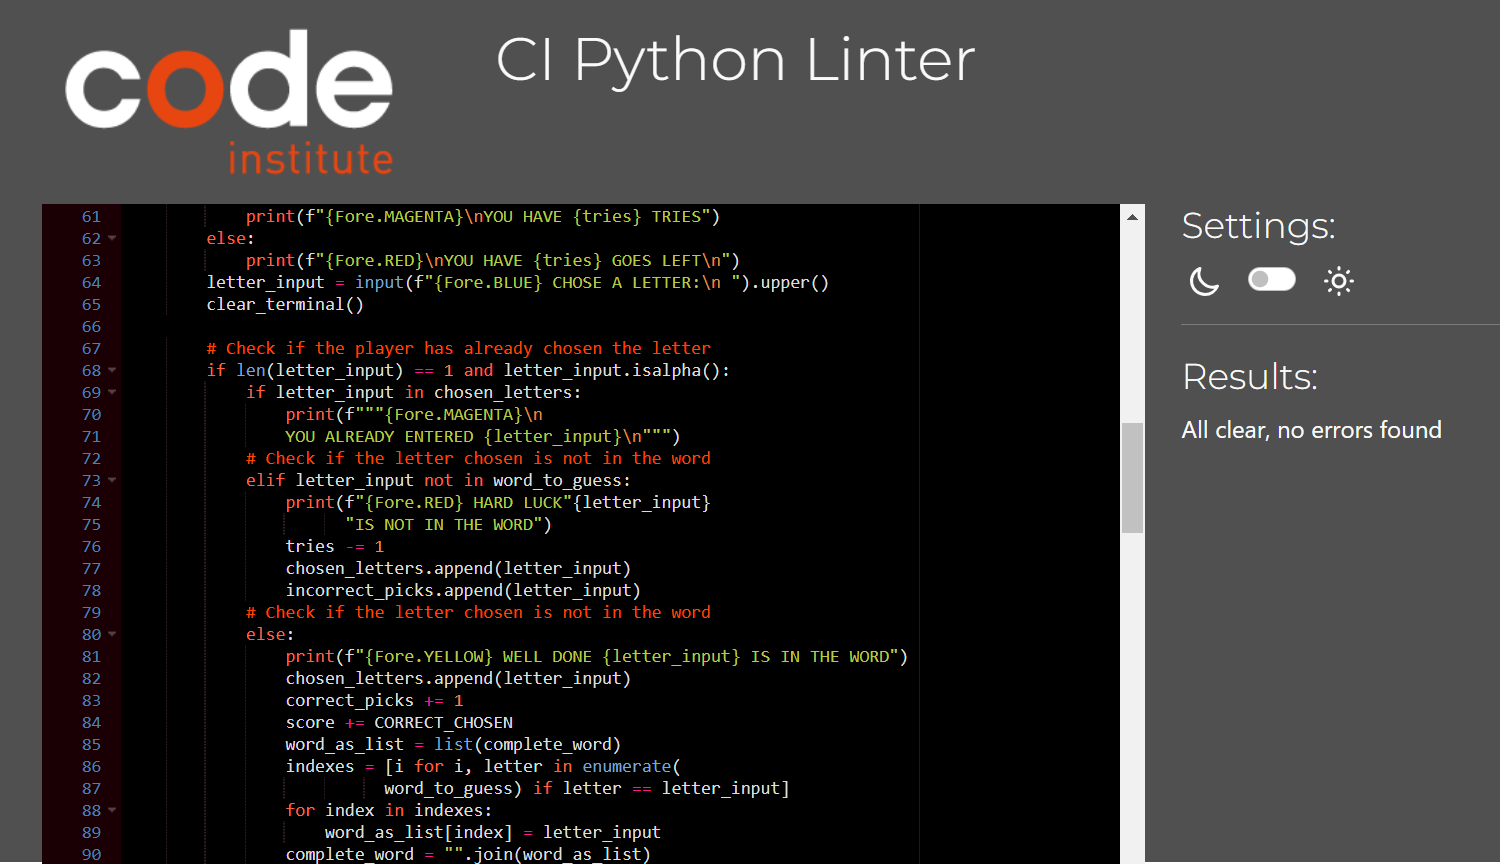 code
institute
CI Python Linter
61 print(f"{Fore.MAGENTA}\nYOU HAVE {tries} TRIES")
62 else:
63 print(f"{Fore.RED}\nYOU HAVE {tries} GOES LEFT\n")
64 letter_input = input(f"{Fore.BLUE} CHOSE A LETTER:\n ").upper()
65 clear_terminal()
66
67 # Check if the player has already chosen the letter
68 if len(letter_input) == 1 and letter_input.isalpha():
69 if letter_input in chosen_letters:
70 print(f"""{Fore.MAGENTA}\n
71 YOU ALREADY ENTERED {letter_input}\n""")
72 # Check if the letter chosen is not in the word
73 elif letter_input not in word_to_guess:
74 print(f"{Fore.RED} HARD LUCK"{letter_input}
75 "IS NOT IN THE WORD")
76 tries -= 1
77 chosen_letters.append(letter_input)
78 incorrect_picks.append(letter_input)
79 # Check if the letter chosen is not in the word
80 else:
81 print(f"{Fore.YELLOW} WELL DONE {letter_input} IS IN THE WORD")
82 chosen_letters.append(letter_input)
83 correct_picks += 1
84 score += CORRECT_CHOSEN
85 word_as_list = list(complete_word)
86 indexes = [i for i, letter in enumerate(
87 word_to_guess) if letter == letter_input]
88 for index in indexes:
89 word_as_list[index] = letter_input
90 complete_word = "".join(word_as_list)
Settings:
Results:
All clear, no errors found